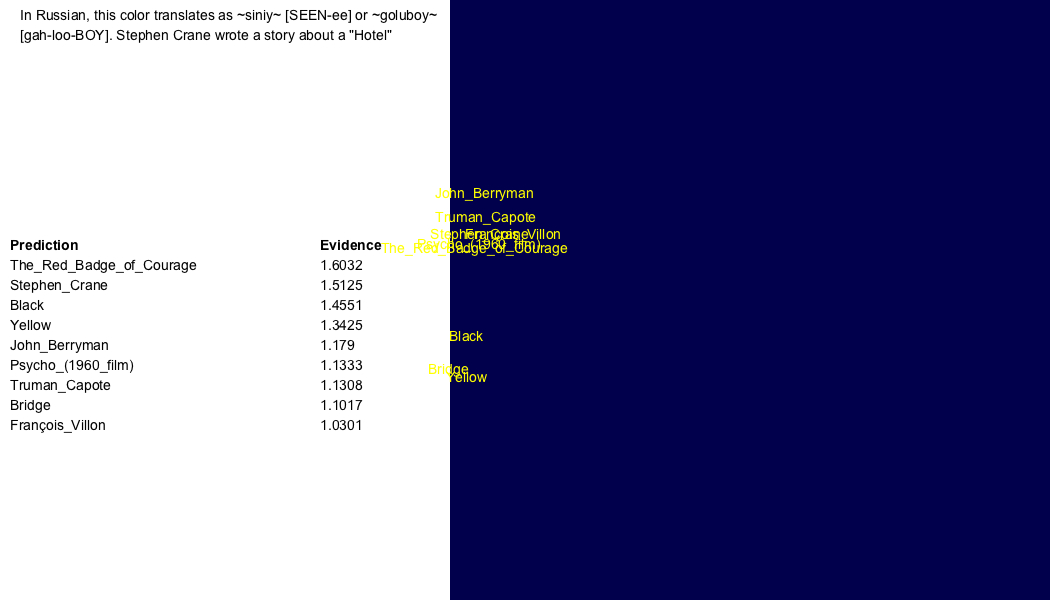 In Russian, this color translates as ~siniy~ [SEEN-ee] or ~goluboy~
[gah-loo-BOY]. Stephen Crane wrote a story about a "Hotel"
John_Berryman
Truman_Capote
Stephen_Crane
François_Villon
Psycho_(1960_film)
The_Red_Badge_of_Courage
Prediction Evidence
The_Red_Badge_of_Courage 1.6032
Stephen_Crane 1.5125
Black 1.4551
Yellow 1.3425
John_Berryman 1.179
Psycho_(1960_film) 1.1333
Truman_Capote 1.1308
Bridge 1.1017
François_Villon 1.0301
Black
Bridge
Yellow